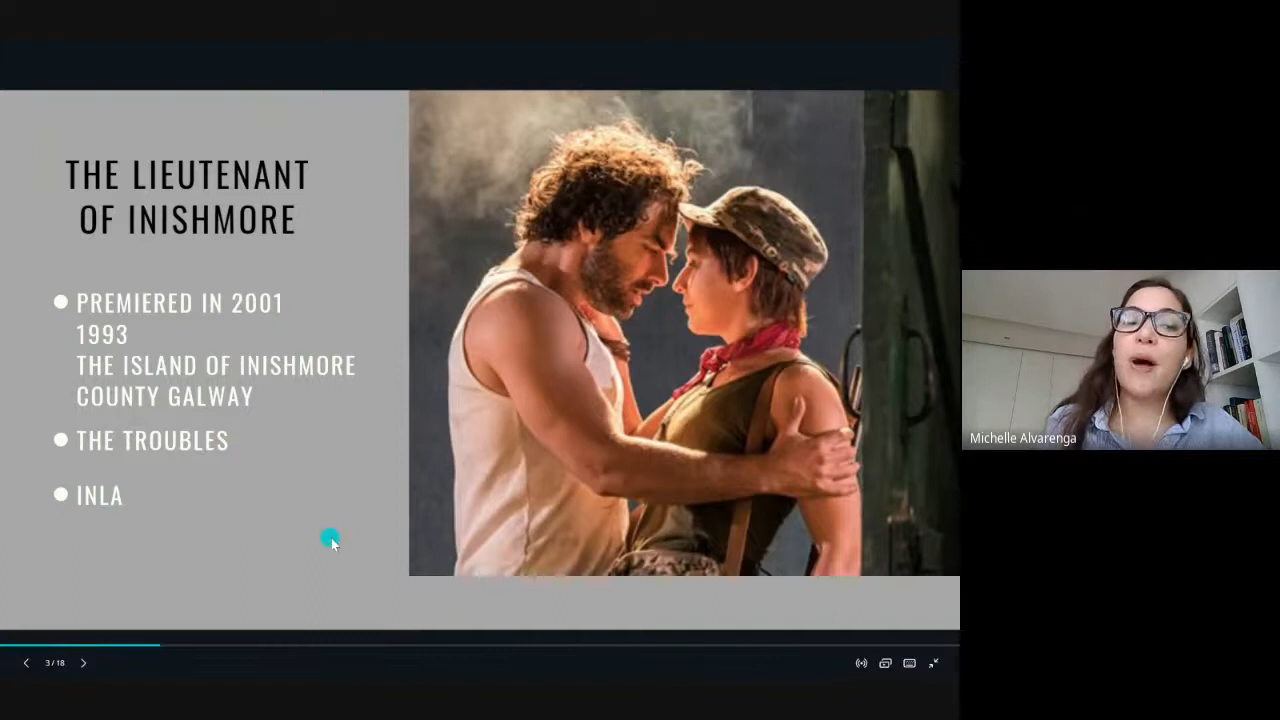 THE LIEUTENANT
OF INISHMORE
PREMIERED IN 2001
1993
THE ISLAND OF INISHMORE
COUNTY GALWAY
THE TROUBLES
INLA
Michelle Alvarenga
3 / 18